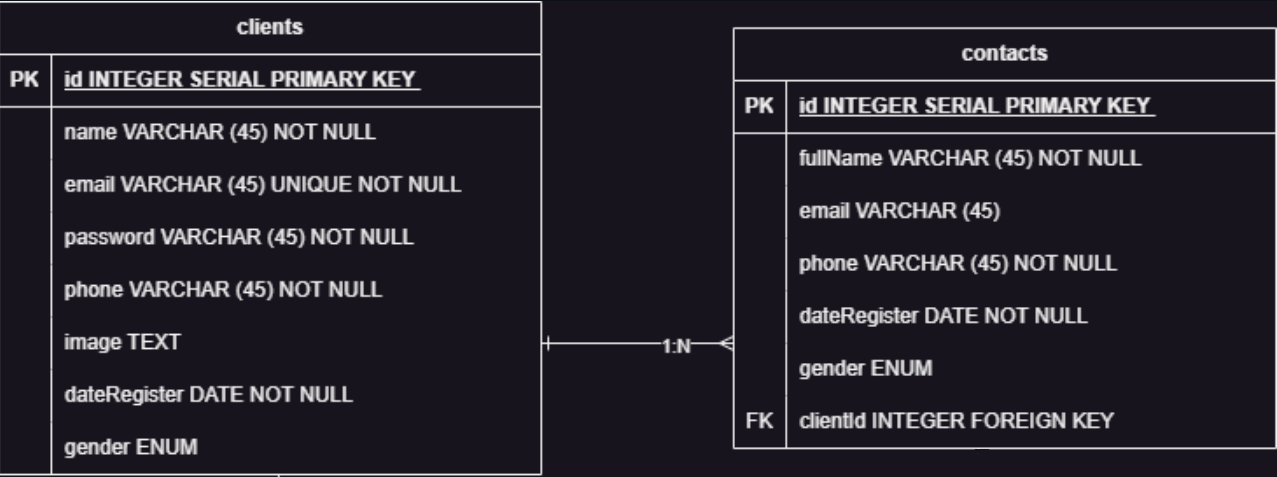 clients
PK id INTEGER SERIAL PRIMARY KEY
name VARCHAR (45) NOT NULL
email VARCHAR (45) UNIQUE NOT NULL
password VARCHAR (45) NOT NULL
phone VARCHAR (45) NOT NULL
image TEXT
dateRegister DATE NOT NULL
gender ENUM
1:N
contacts
PK id INTEGER SERIAL PRIMARY KEY
fullName VARCHAR (45) NOT NULL
email VARCHAR (45)
phone VARCHAR (45) NOT NULL
dateRegister DATE NOT NULL
gender ENUM
FK clientId INTEGER FOREIGN KEY